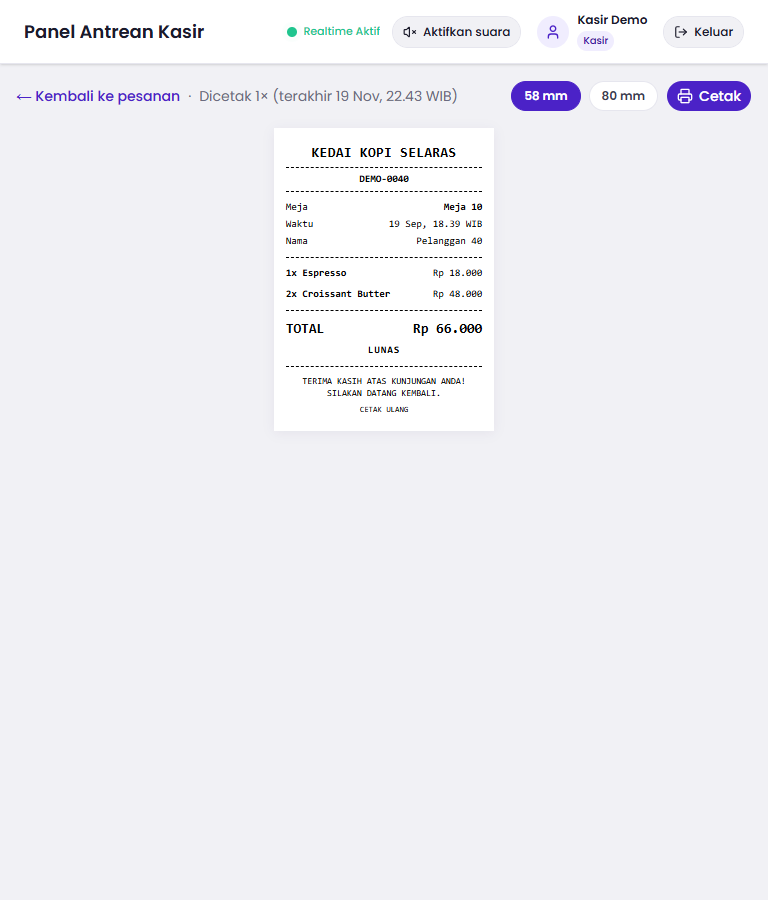 Panel Antrean Kasir
Realtime Aktif
Aktifkan suara
Kasir Demo
Kasir
Keluar
← Kembali ke pesanan · Dicetak 1× (terakhir 19 Nov, 22.43 WIB)
58 mm
80 mm
Cetak
KEDAI KOPI SELARAS
DEMO-0040
Meja Meja 10
Waktu 19 Sep, 18.39 WIB
Nama Pelanggan 40
1x Espresso Rp 18.000
2x Croissant Butter Rp 48.000
TOTAL Rp 66.000
LUNAS
TERIMA KASIH ATAS KUNJUNGAN ANDA!
SILAKAN DATANG KEMBALI.
CETAK ULANG